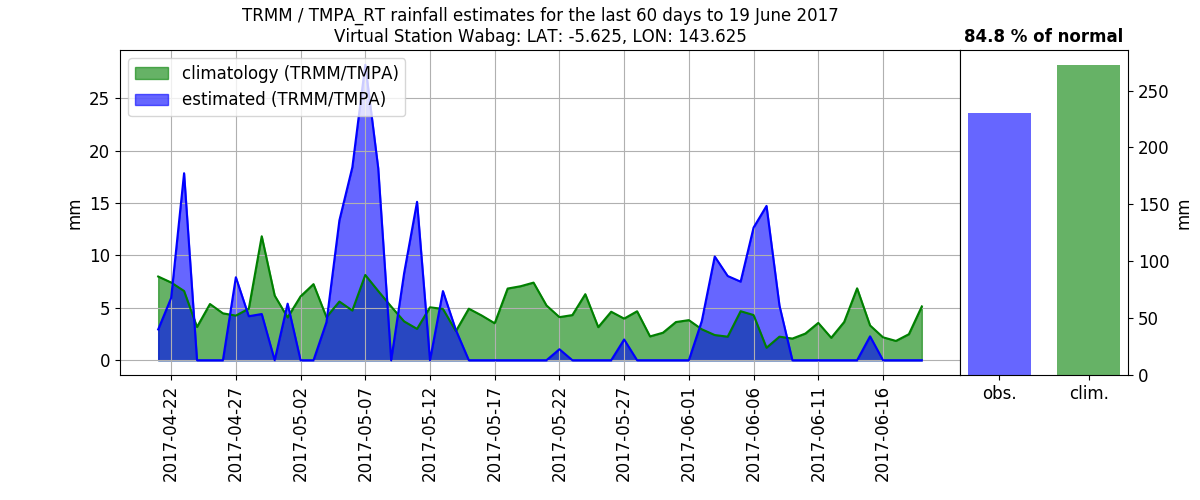 TRMM / TMPA_RT rainfall estimates for the last 60 days to 19 June 2017
Virtual Station Wabag: LAT: -5.625, LON: 143.625
84.8 % of normal
climatology (TRMM/TMPA)
estimated (TRMM/TMPA)
mm
25
20
15
10
5
0
2017-04-22
2017-04-27
2017-05-02
2017-05-07
2017-05-12
2017-05-17
2017-05-22
2017-05-27
2017-06-01
2017-06-06
2017-06-11
2017-06-16
obs.
clim.
250
200
150
100
50
0
mm